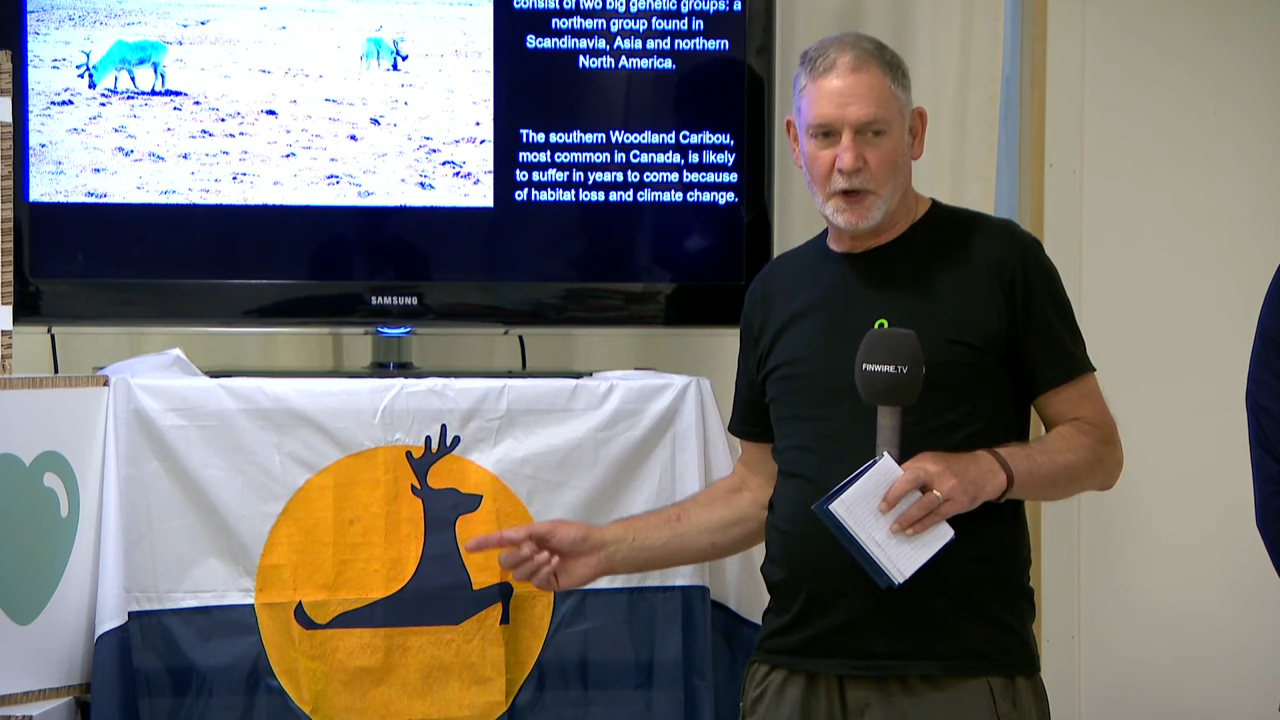 consist of two big genetic groups; a
northern group found in
Scandinavia, Asia and northern
North America.
The southern Woodland Caribou,
most common in Canada, is likely
to suffer in years to come because
of habitat loss and climate change.
SAMSUNG
FINWIRE.TV